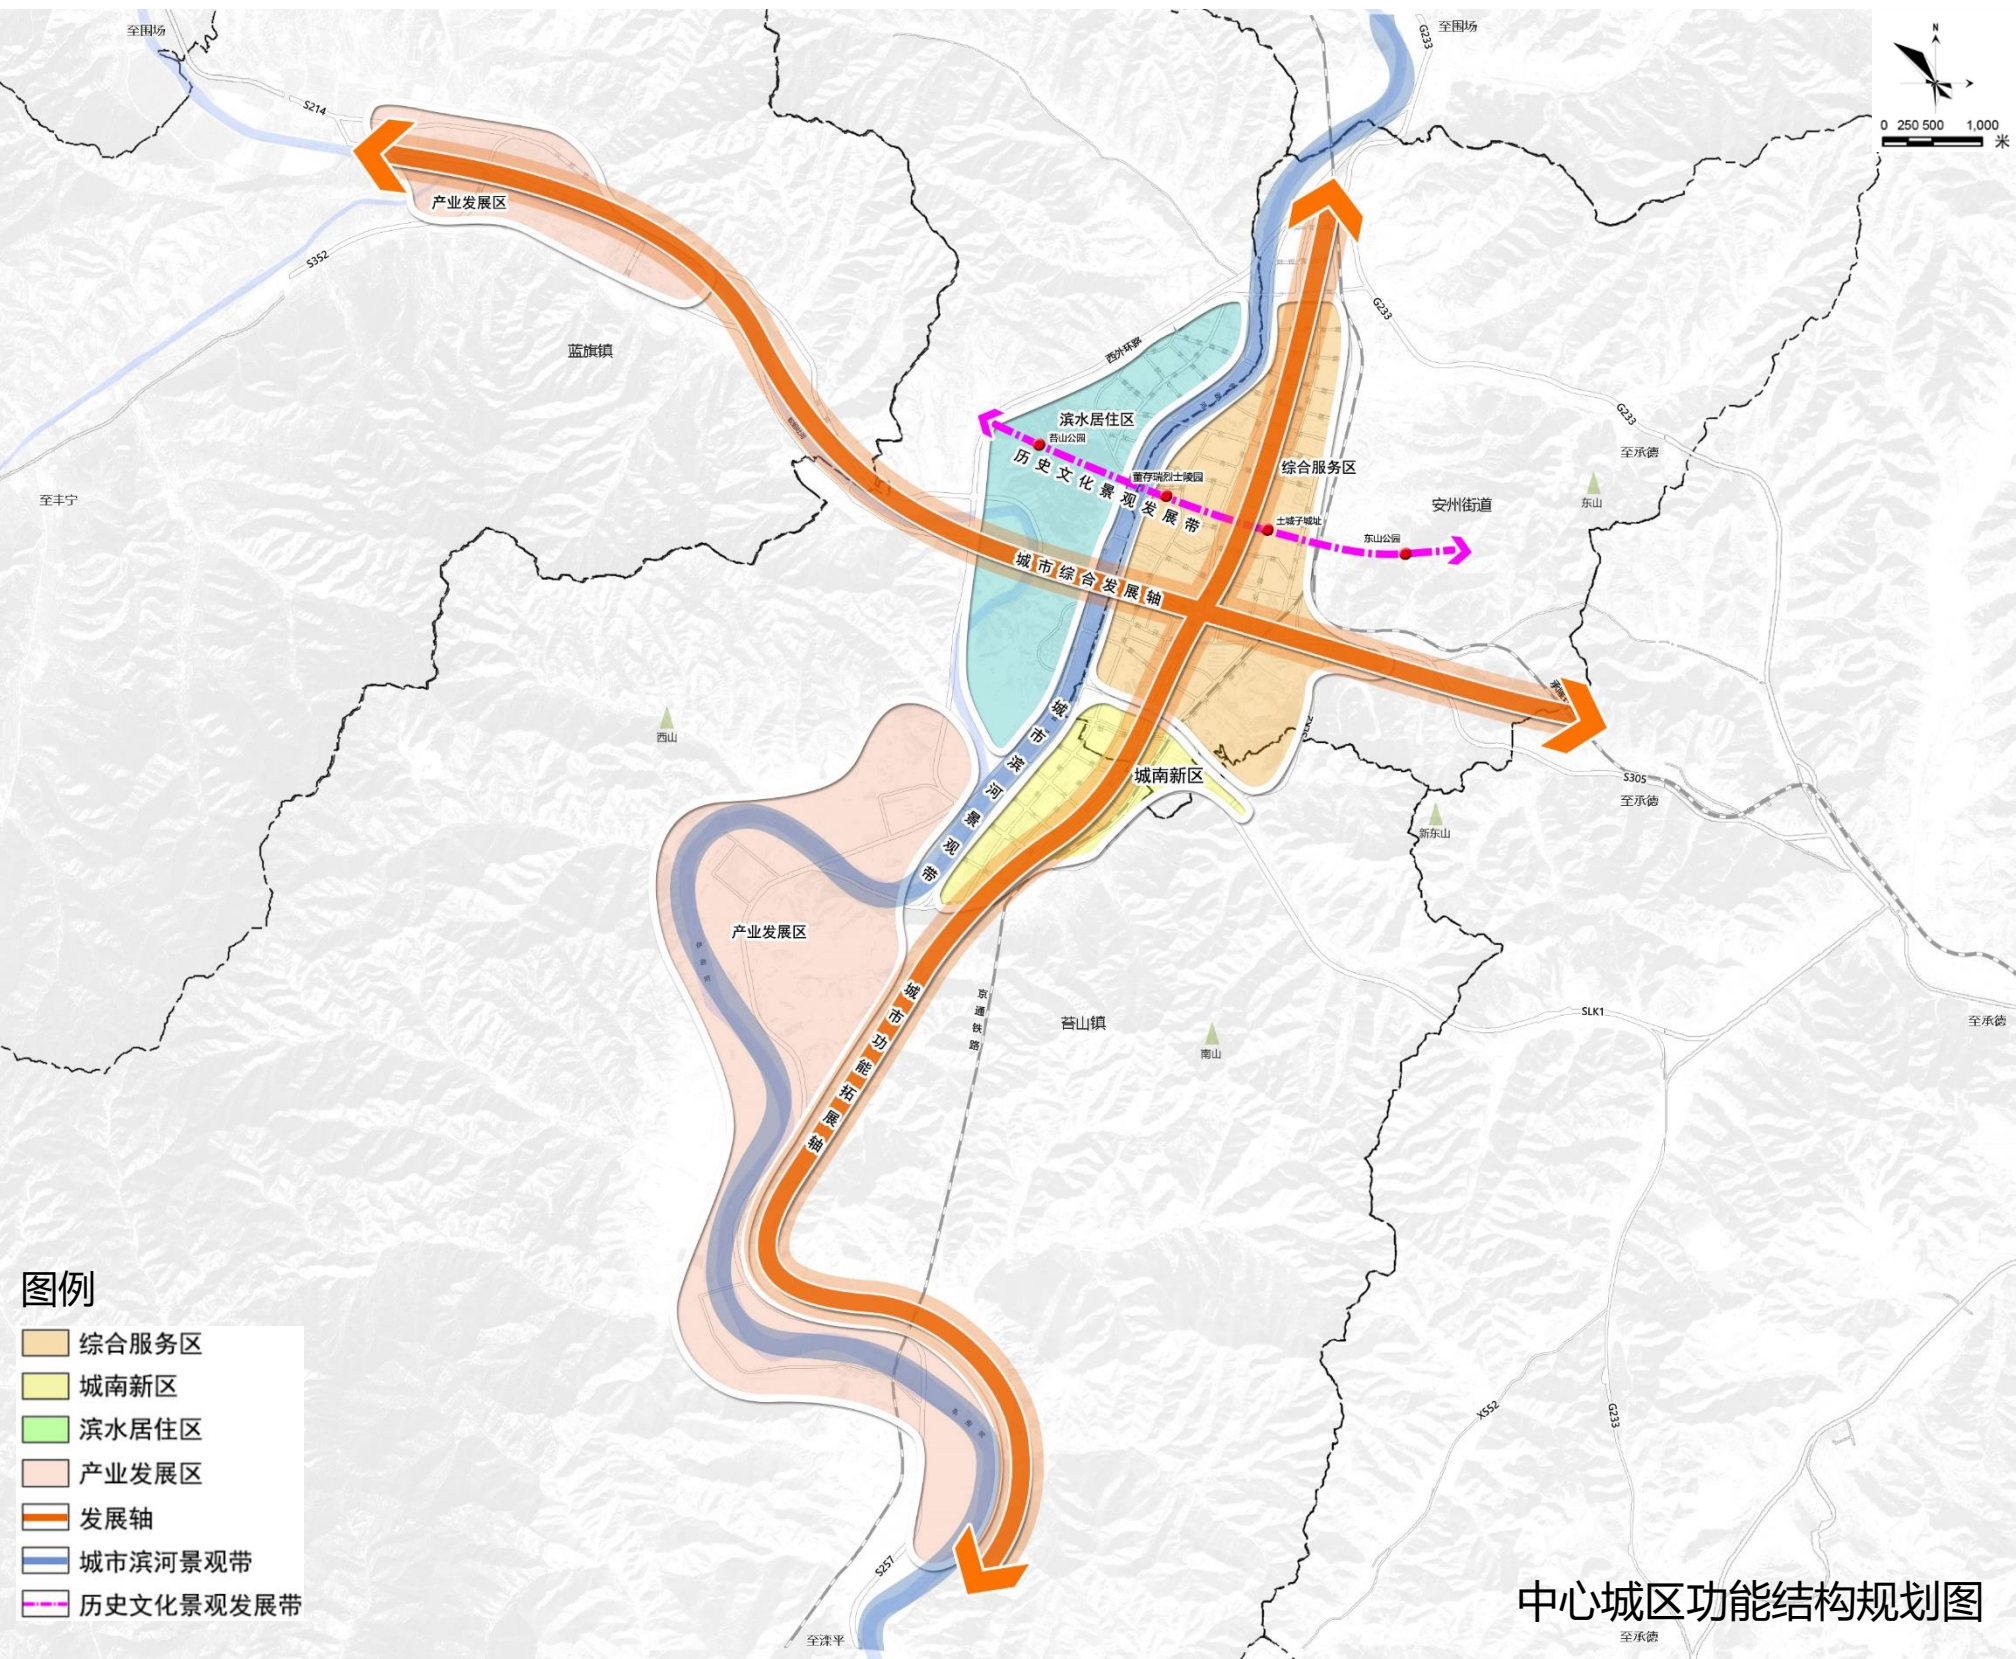 至围场
至围场
G233
N
0 250 500 1,000
米
S214
产业发展区
S352
G233
蓝旗镇
西外环路
滨水居住区
苔山公园
历史文化景观发展带
董存瑞烈士陵园
综合服务区
土城子城址
东山公园
G233
至承德
安州街道
东山
至丰宁
城市综合发展轴
西山
城市滨河景观带
城南新区
S305
至承德
新东山
产业发展区
城市功能拓展轴
京通铁路
苔山镇
南山
SLK1
至承德
X552
G233
S257
至滦平
至承德
图例
综合服务区
城南新区
滨水居住区
产业发展区
发展轴
城市滨河景观带
历史文化景观发展带
中心城区功能结构规划图